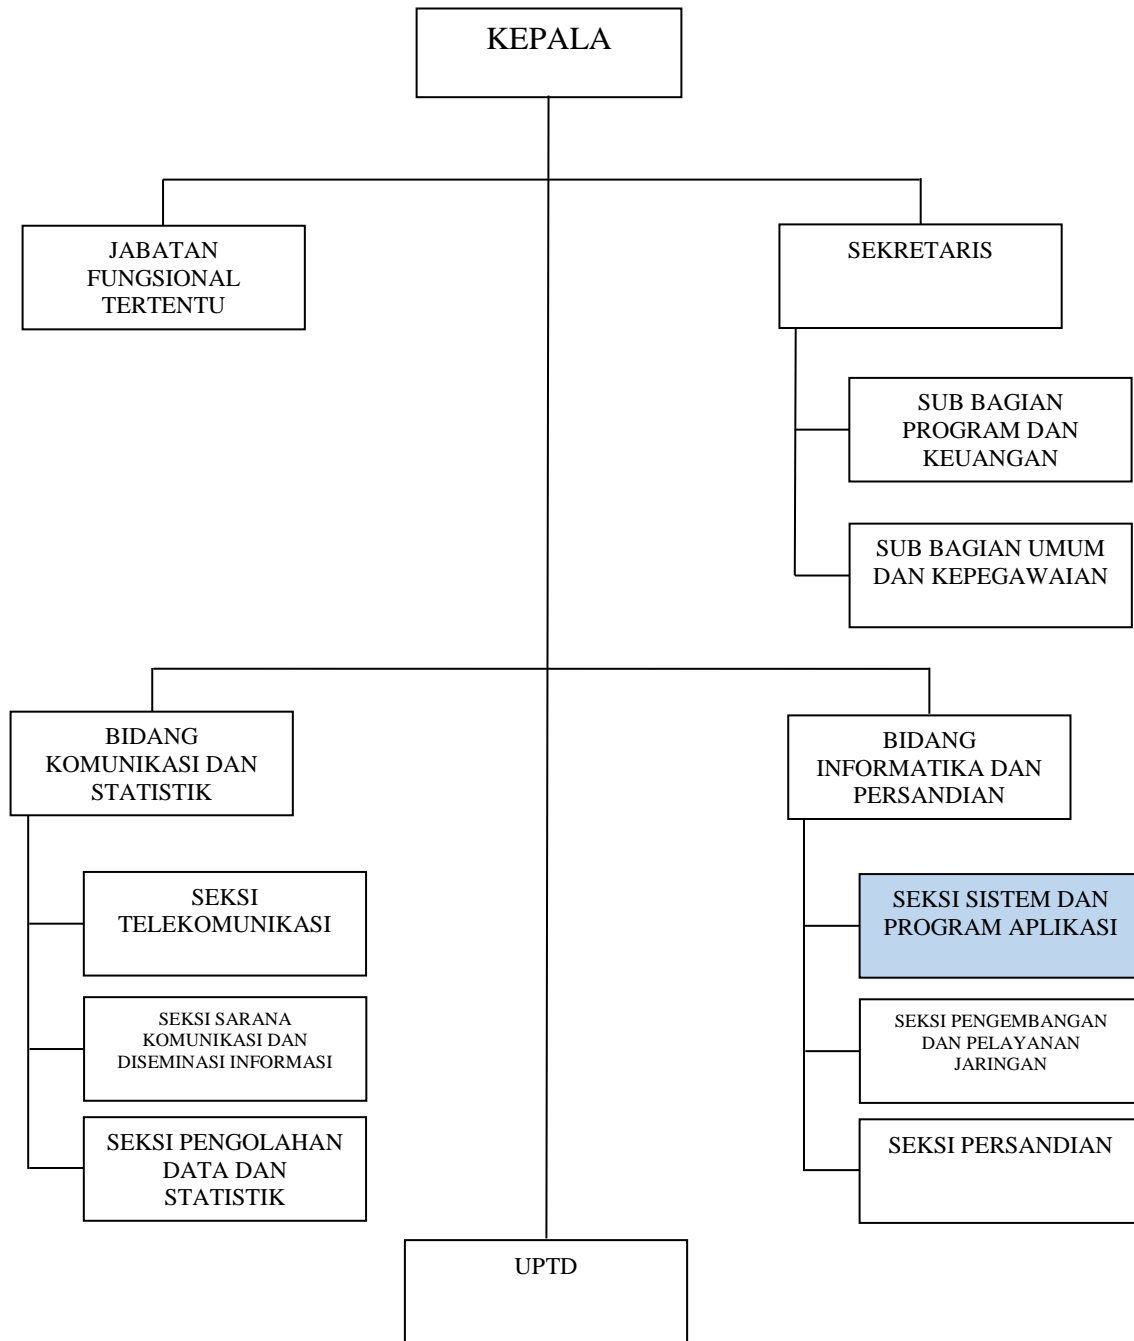 KEPALA
JABATAN
FUNGSIONAL
TERTENTU
SEKRETARIS
SUB BAGIAN
PROGRAM DAN
KEUANGAN
SUB BAGIAN UMUM
DAN KEPEGAWAIAN
BIDANG
KOMUNIKASI DAN
STATISTIK
BIDANG
INFORMATIKA DAN
PERSANDIAN
SEKSI
TELEKOMUNIKASI
SEKSI SARANA
KOMUNIKASI DAN
DISEMINASI INFORMASI
SEKSI PENGOLAHAN
DATA DAN
STATISTIK
SEKSI SISTEM DAN
PROGRAM APLIKASI
SEKSI PENGEMBANGAN
DAN PELAYANAN
JARINGAN
SEKSI PERSANDIAN
UPTD